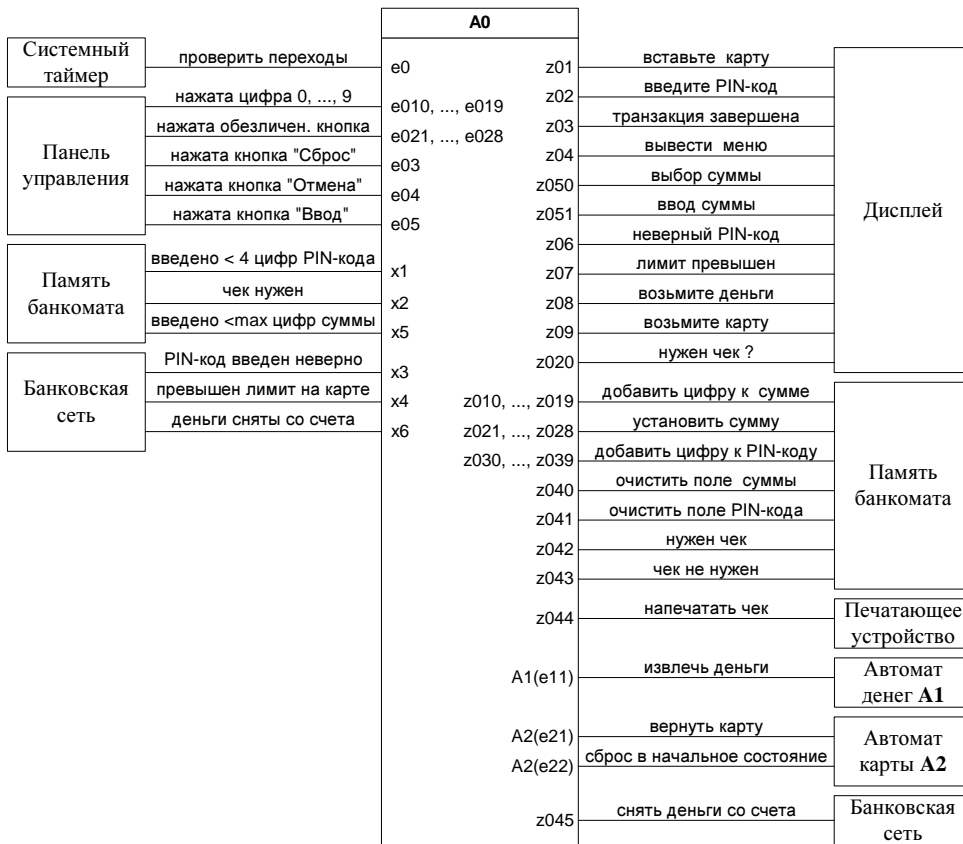 A0
Системный
таймер
проверить переходы
e0
Панель
управления
нажата цифра 0, ..., 9
e010, ..., e019
нажата обезличен. кнопка
e021, ..., e028
нажата кнопка "Сброс"
e03
нажата кнопка "Отмена"
e04
нажата кнопка "Ввод"
e05
Память
банкомата
введено < 4 цифр PIN-кода
x1
чек нужен
x2
введено <max цифр суммы
x5
Банковская
сеть
PIN-код введен неверно
x3
превышен лимит на карте
x4
деньги сняты со счета
x6
z01
вставьте карту
z02
введите PIN-код
z03
транзакция завершена
z04
вывести меню
z050
выбор суммы
z051
ввод суммы
z06
неверный PIN-код
z07
лимит превышен
z08
возьмите деньги
z09
возьмите карту
z020
нужен чек ?
Дисплей
z010, ..., z019
добавить цифру к сумме
z021, ..., z028
установить сумму
z030, ..., z039
добавить цифру к PIN-коду
z040
очистить поле суммы
z041
очистить поле PIN-кода
z042
нужен чек
z043
чек не нужен
Память
банкомата
z044
напечатать чек
Печатающее
устройство
A1(e11)
извлечь деньги
Автомат
денег A1
A2(e21)
вернуть карту
A2(e22)
сброс в начальное состояние
Автомат
карты A2
z045
снять деньги со счета
Банковская
сеть